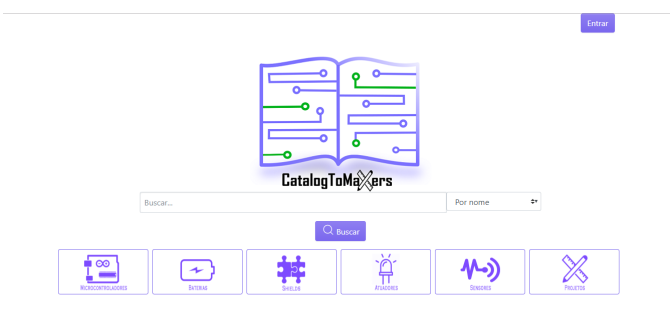 Entrar
CatalogToMakers
Buscar...
Por nome
Buscar
Microcontroladores
Baterias
Shields
Atuadores
Sensores
Projetos